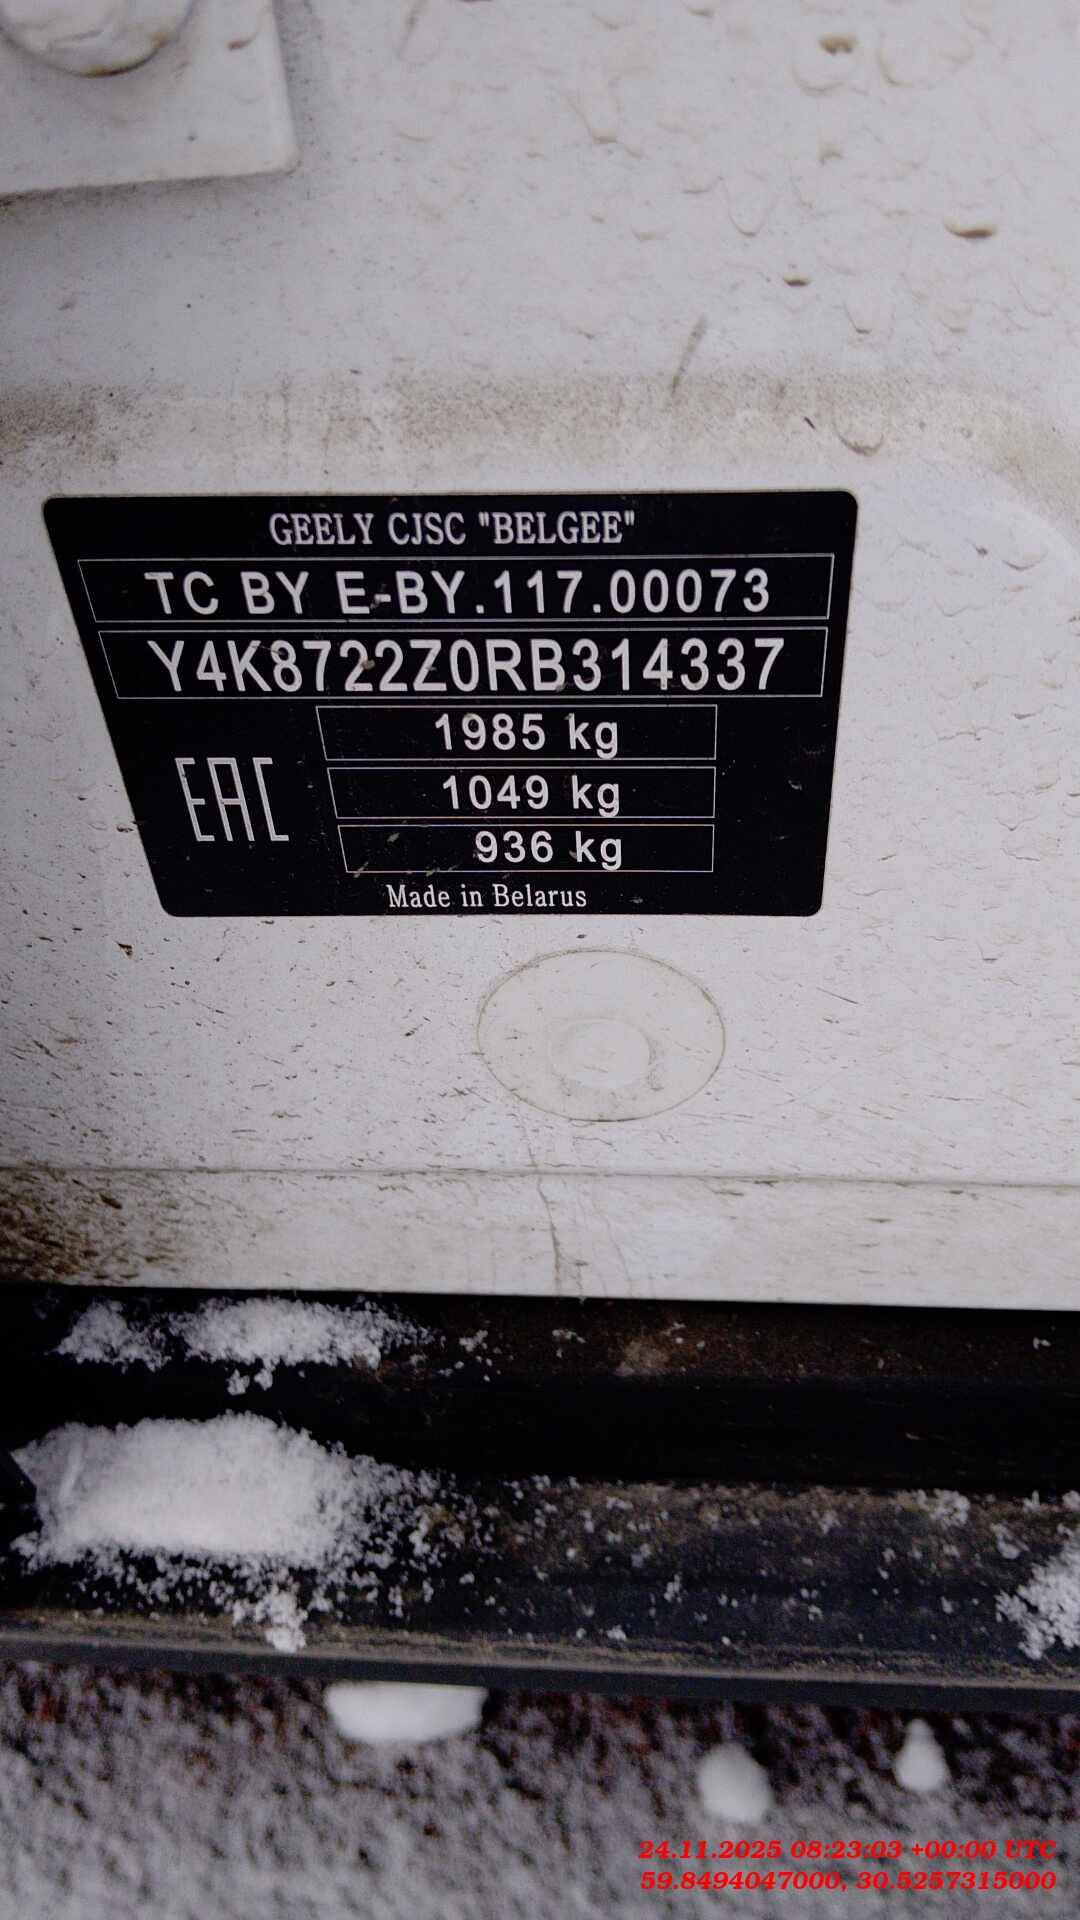 GEELY CJSC "BELGEE"
TC BY E-BY.117.00073
Y4K8722Z0RB314337
1985 kg
EAC
1049 kg
936 kg
Made in Belarus
24.11.2025 08:23:03 +00:00 UTC
59.8494047000, 30.5257315000